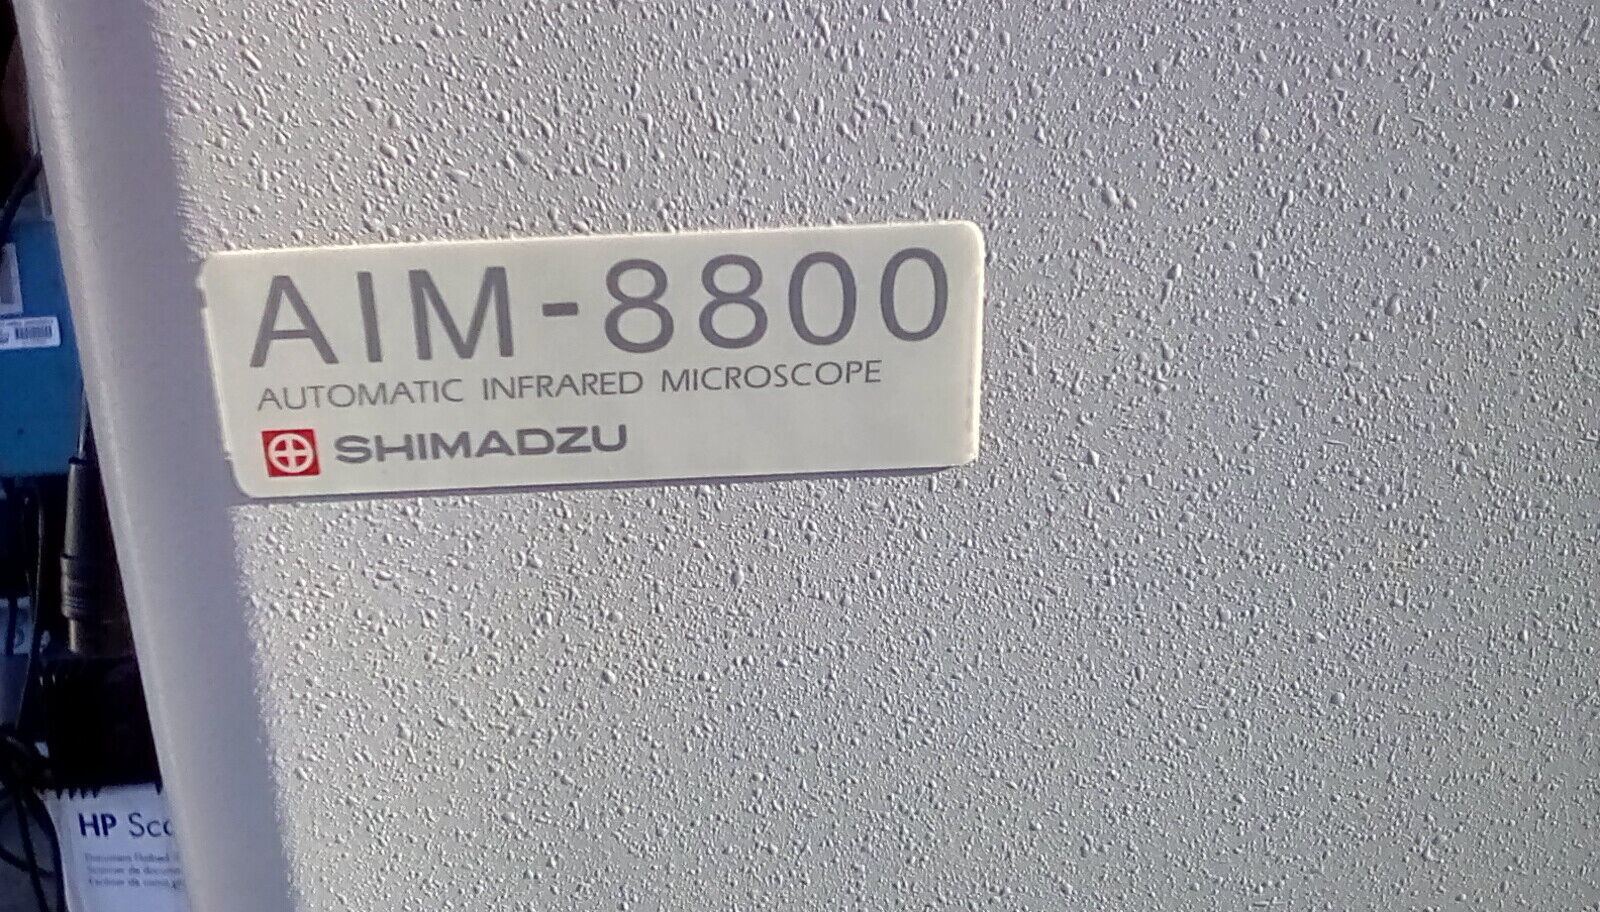 AIM-8800
AUTOMATIC INFRARED MICROSCOPE
SHIMADZU
HP